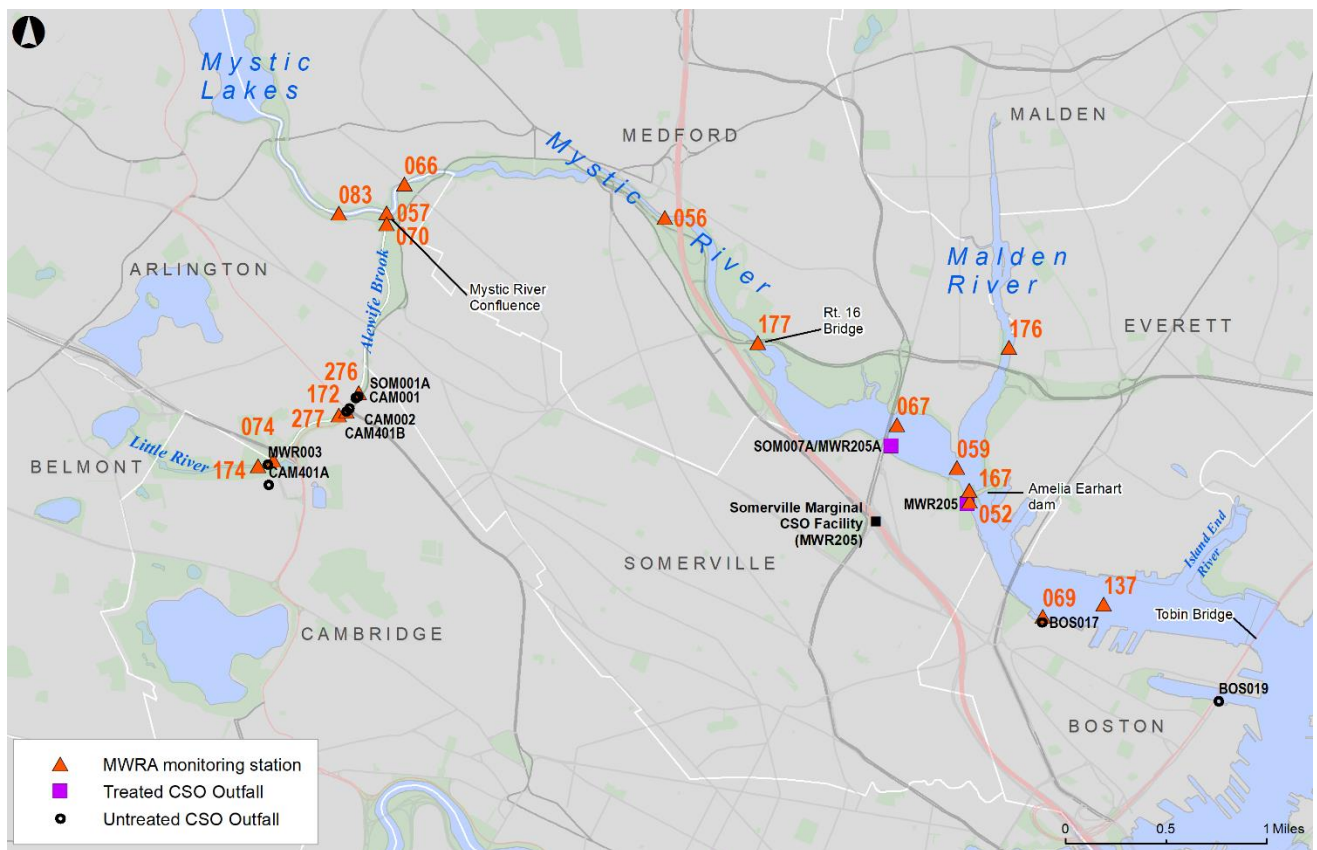 Mystic
Lakes
MALDEN
MEDFORD
Mystic
River
066
083
057
070
056
ARLINGTON
Alewife Brook
Mystic River
Confluence
Malden
River
Rt. 16
Bridge
177
176
EVERETT
276
SOM001A
172
CAM001
277
CAM002
CAM401B
074
067
SOM007A/MWR205A
Little River
MWR003
BELMONT
174
CAM401A
059
167
Amelia Earhart
dam
MWR205
052
Somerville Marginal
CSO Facility
(MWR205)
SOMERVILLE
Island End
River
069
137
BOS017
Tobin Bridge
CAMBRIDGE
BOS019
BOSTON
MWRA monitoring station
Treated CSO Outfall
Untreated CSO Outfall
0 0.5 1 Miles